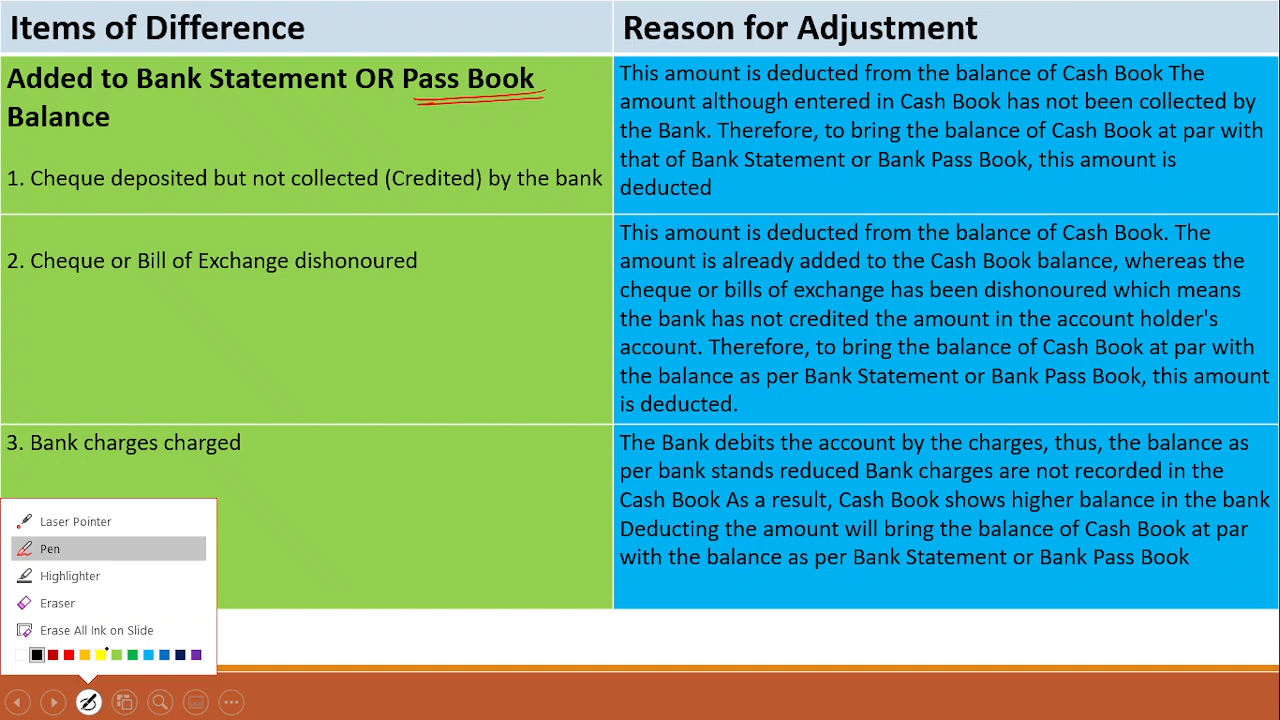 Items of Difference
Reason for Adjustment
Added to Bank Statement OR Pass Book
Balance
1. Cheque deposited but not collected (Credited) by the bank
This amount is deducted from the balance of Cash Book The
amount although entered in Cash Book has not been collected by
the Bank. Therefore, to bring the balance of Cash Book at par with
that of Bank Statement or Bank Pass Book, this amount is
deducted
2. Cheque or Bill of Exchange dishonoured
This amount is deducted from the balance of Cash Book. The
amount is already added to the Cash Book balance, whereas the
cheque or bills of exchange has been dishonoured which means
the bank has not credited the amount in the account holder's
account. Therefore, to bring the balance of Cash Book at par with
the balance as per Bank Statement or Bank Pass Book, this amount
is deducted.
3. Bank charges charged
The Bank debits the account by the charges, thus, the balance as
per bank stands reduced Bank charges are not recorded in the
Cash Book As a result, Cash Book shows higher balance in the bank
Deducting the amount will bring the balance of Cash Book at par
with the balance as per Bank Statement or Bank Pass Book
Laser Pointer
Pen
Highlighter
Eraser
Erase All Ink on Slide